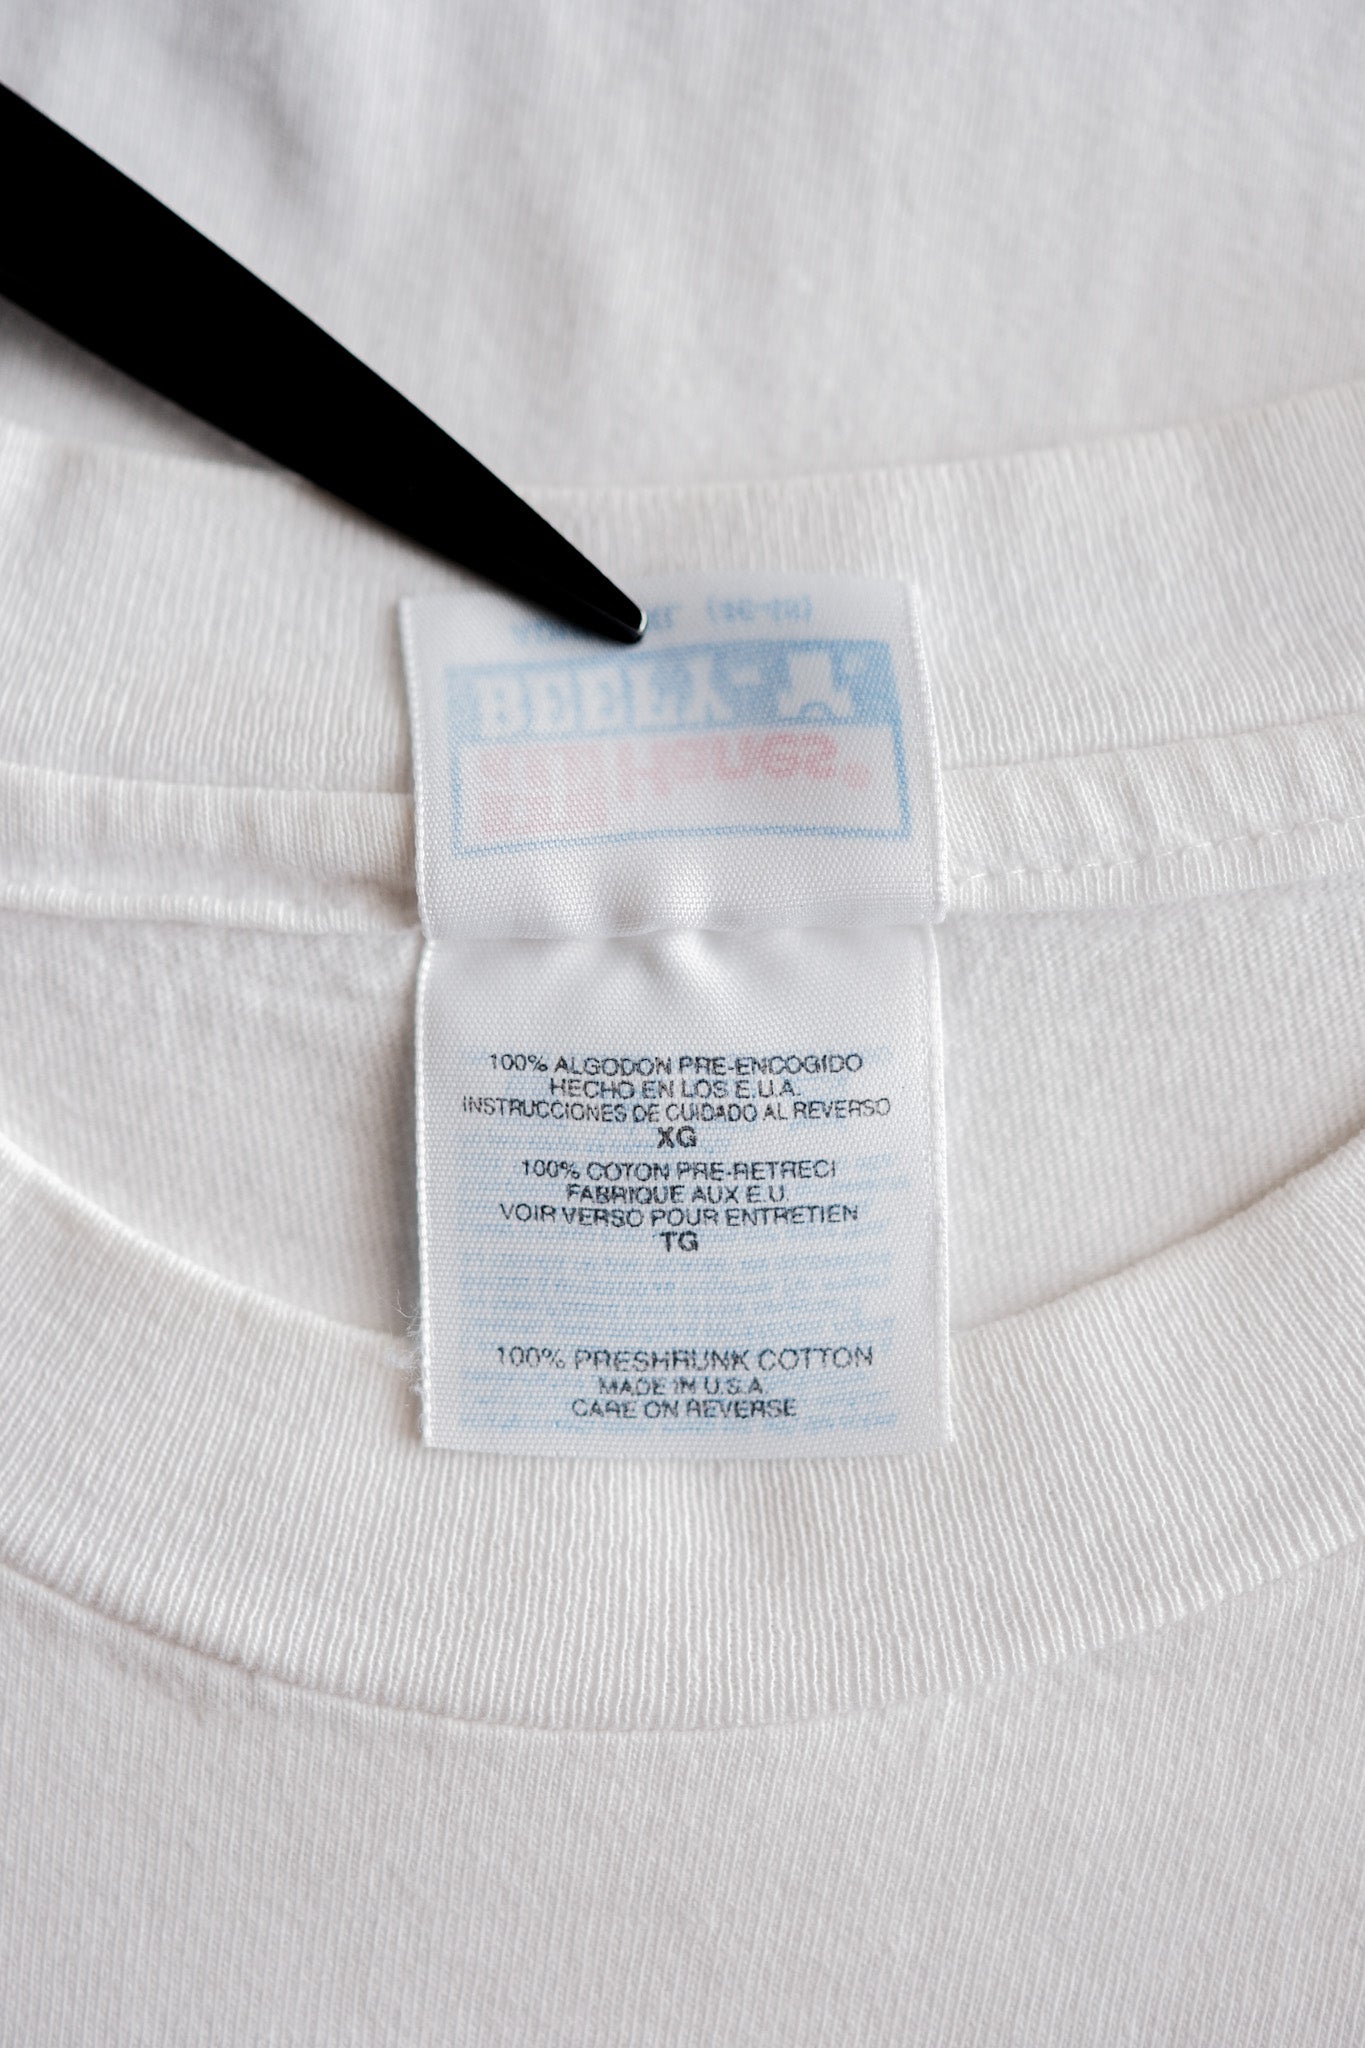 BEEFY-T
100% ALGODON PRE-ENCOGIDO
HECHO EN LOS E.U.A.
INSTRUCCIONES DE CUIDADO AL REVERSO
XG
100% COTON PRE-RETRECI
FABRIQUE AUX E.U.
VOIR VERSO POUR ENTRETIEN
TG
100% PRESHRUNK COTTON
MADE IN U.S.A.
CARE ON REVERSE